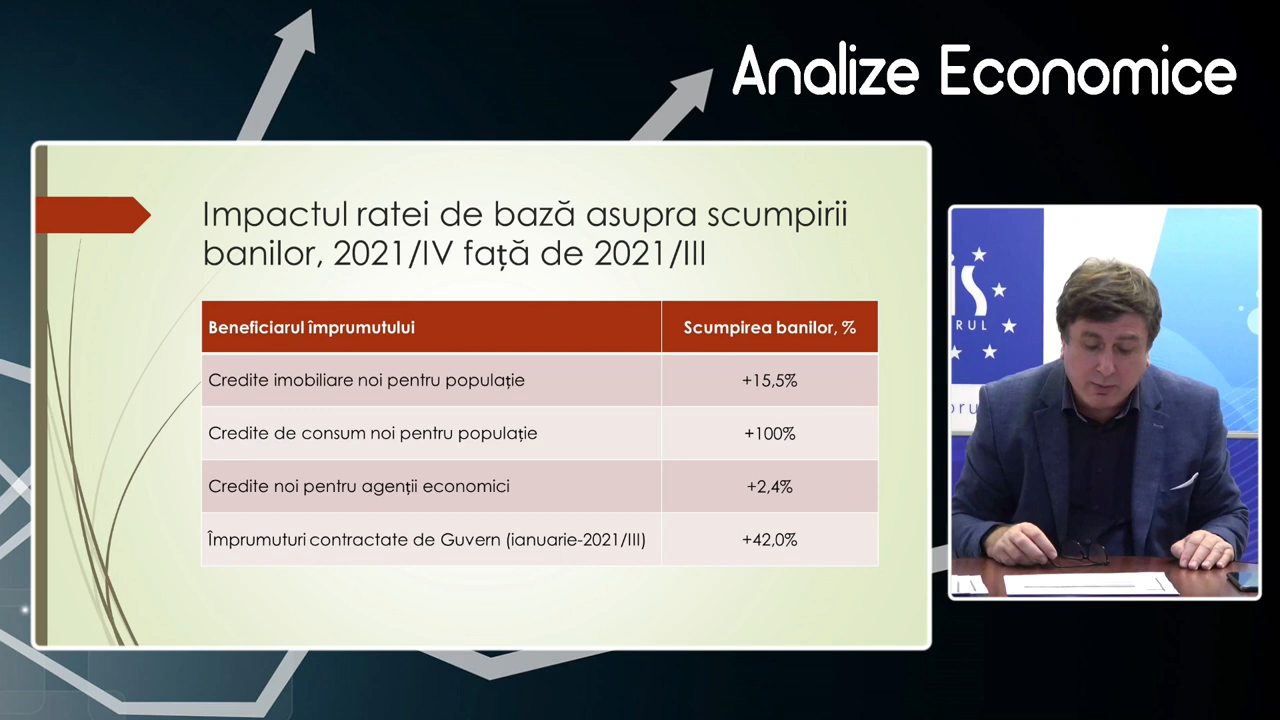 Analize Economice
Impactul ratei de bază asupra scumpirii
banilor, 2021/IV față de 2021/III
Beneficiarul împrumutului Scumpirea banilor, %
Credite imobiliare noi pentru populație +15,5%
Credite de consum noi pentru populație +100%
Credite noi pentru agenții economici +2,4%
Împrumuturi contractate de Guvern (ianuarie-2021/III) +42,0%